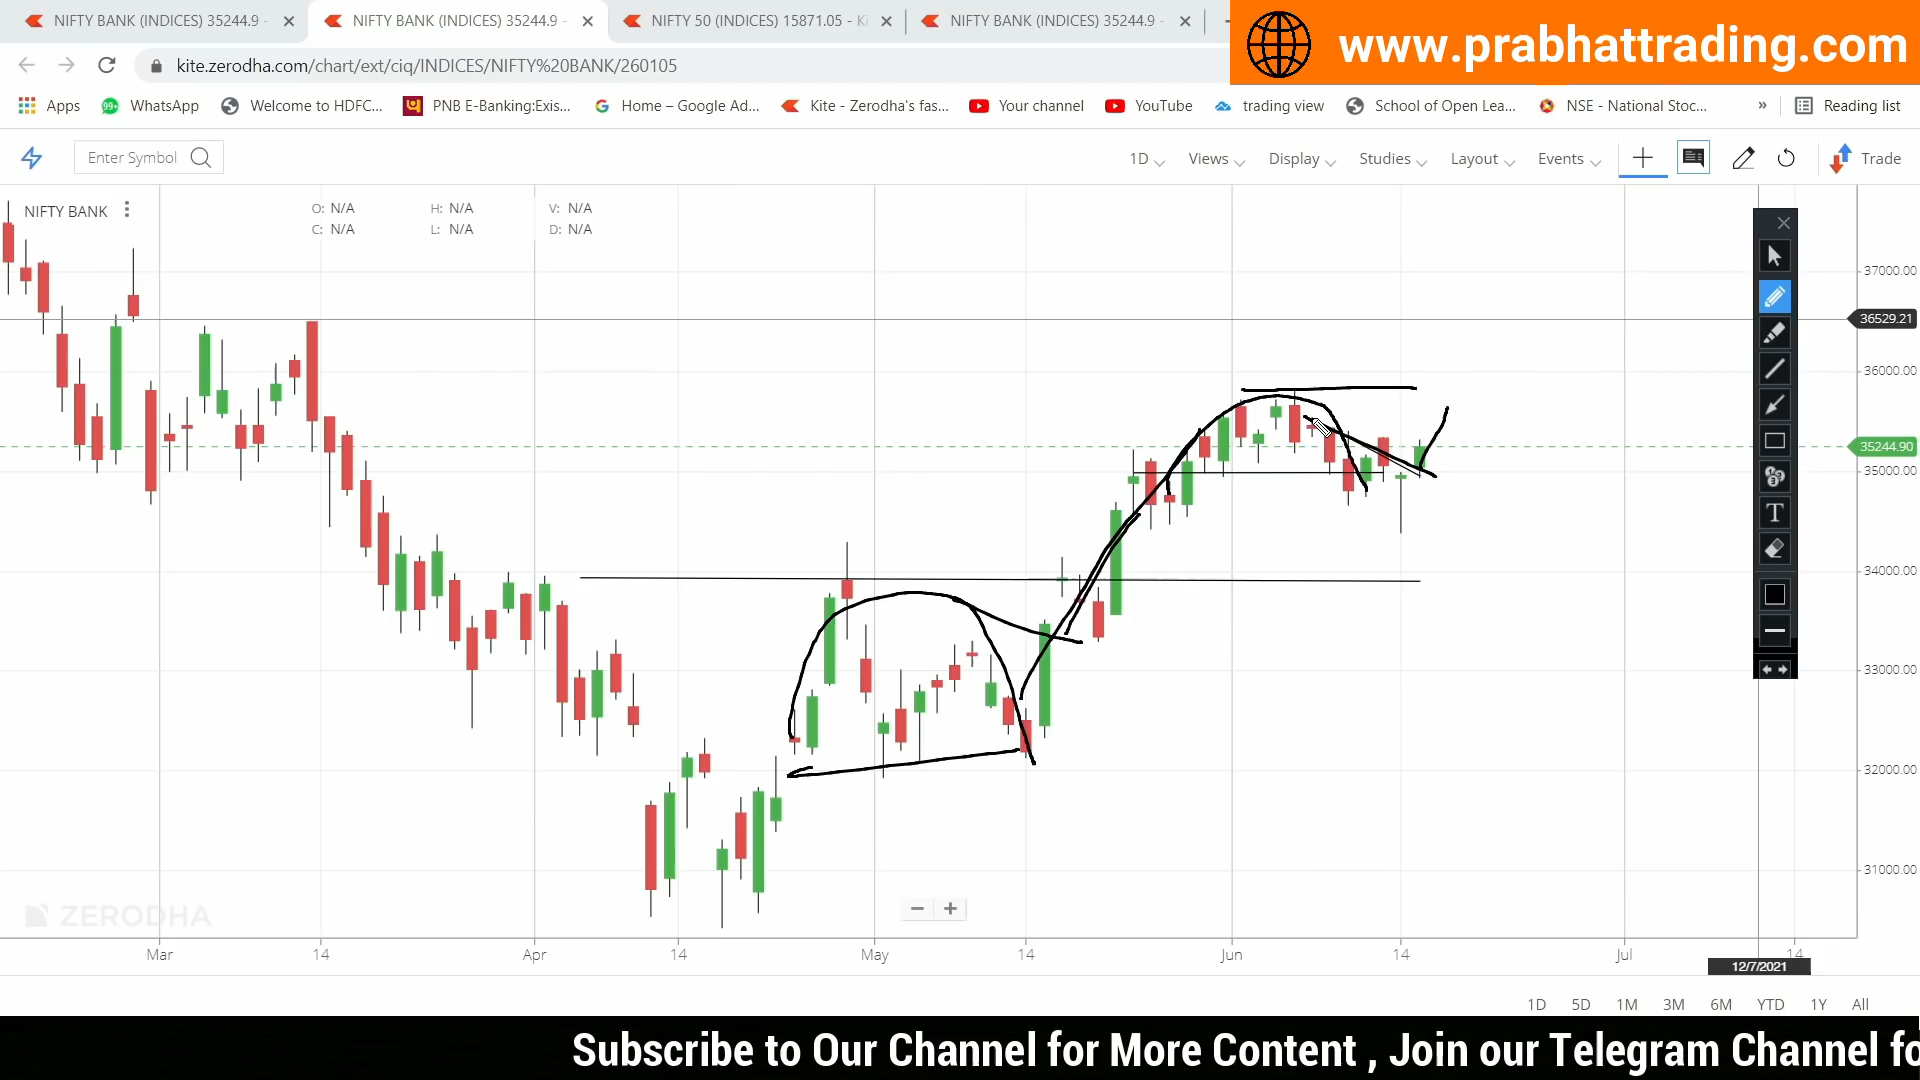 NIFTY BANK (INDICES) 35244.9 -
NIFTY BANK (INDICES) 35244.9 -
NIFTY 50 (INDICES) 15871.05 - Ki
NIFTY BANK (INDICES) 35244.9 -
www.prabhattrading.com
kite.zerodha.com/chart/ext/ciq/INDICES/NIFTY%20BANK/260105
Apps
99+
WhatsApp
Welcome to HDFC...
PNB E-Banking:Exis...
Home – Google Ad...
Kite - Zerodha's fas...
Your channel
YouTube
trading view
School of Open Lea...
NSE - National Stoc...
»
Reading list
Enter Symbol
1D
Views
Display
Studies
Layout
Events
Trade
NIFTY BANK
O: N/A H: N/A V: N/A
C: N/A L: N/A D: N/A
37000.00
36529.21
36000.00
35244.90
35000.00
34000.00
33000.00
32000.00
31000.00
T
ZERODHA
Mar 14 Apr 14 May 14 Jun 14 Jul 14
12/7/2021
1D 5D 1M 3M 6M YTD 1Y All
Subscribe to Our Channel for More Content , Join our Telegram Channel fo